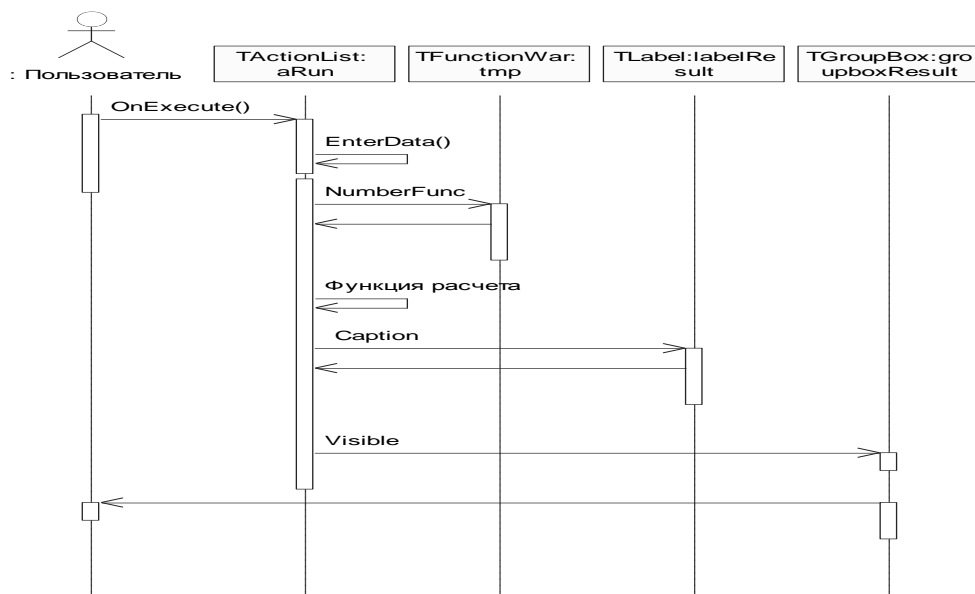 : Пользователь
TActionList:
aRun
TFunctionWar:
tmp
TLabel:labelRe
sult
TGroupBox:gro
upboxResult
OnExecute()
EnterData()
NumberFunc
Функция расчета
Caption
Visible